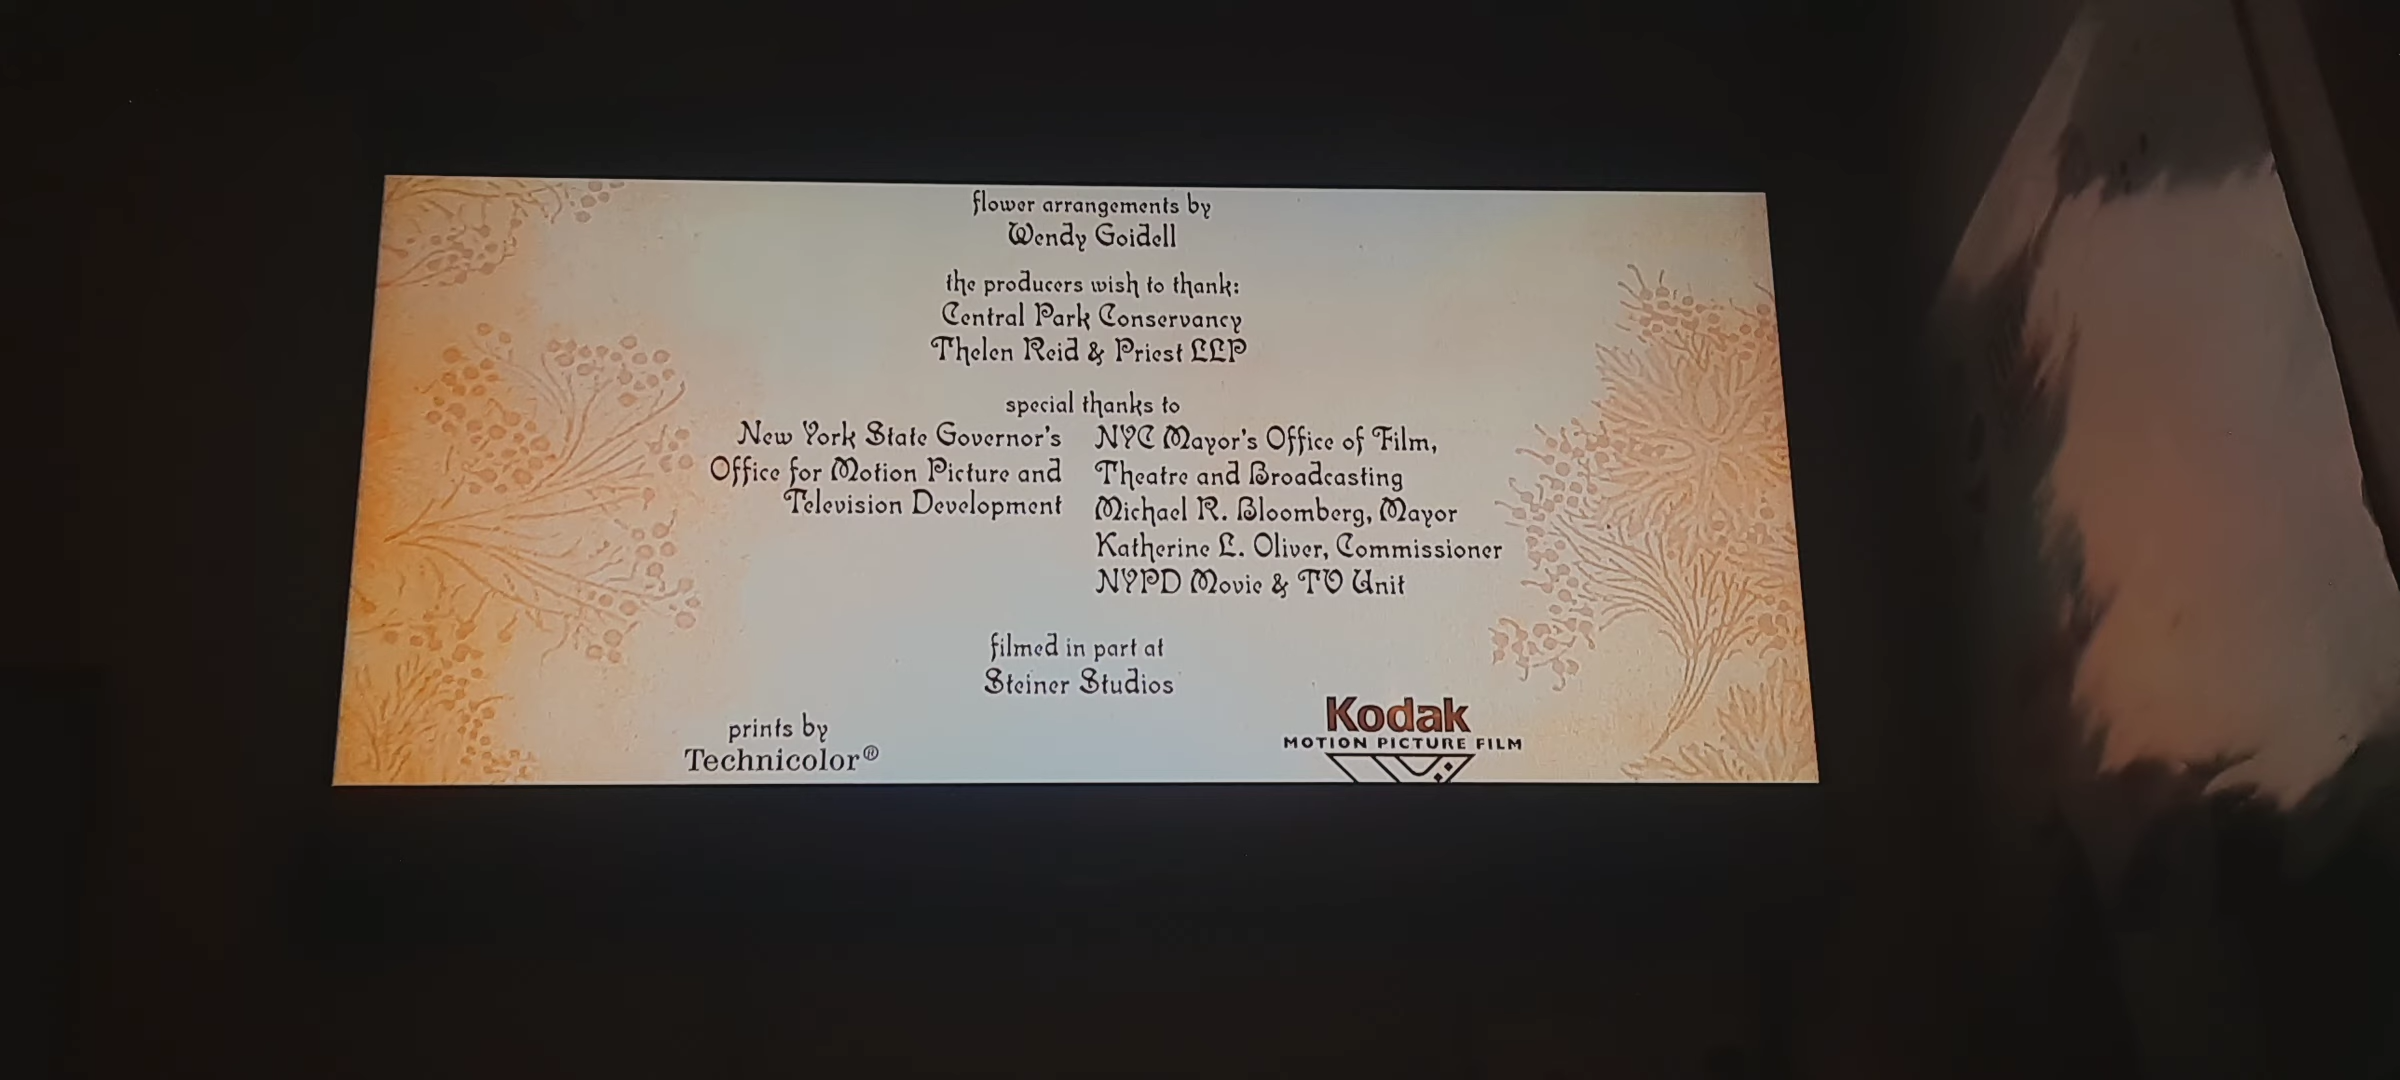 flower arrangements by
Wendy Goidell
the producers wish to thank:
Central Park Conservancy
Thelen Reid & Priest LLP
special thanks to
New York State Governor's
Office for Motion Picture and
Television Development
NYC Mayor's Office of Film,
Theatre and Broadcasting
Michael R. Bloomberg, Mayor
Katherine L. Oliver, Commissioner
NYPD Movie & TV Unit
filmed in part at
Steiner Studios
prints by
Technicolor®
Kodak
MOTION PICTURE FILM